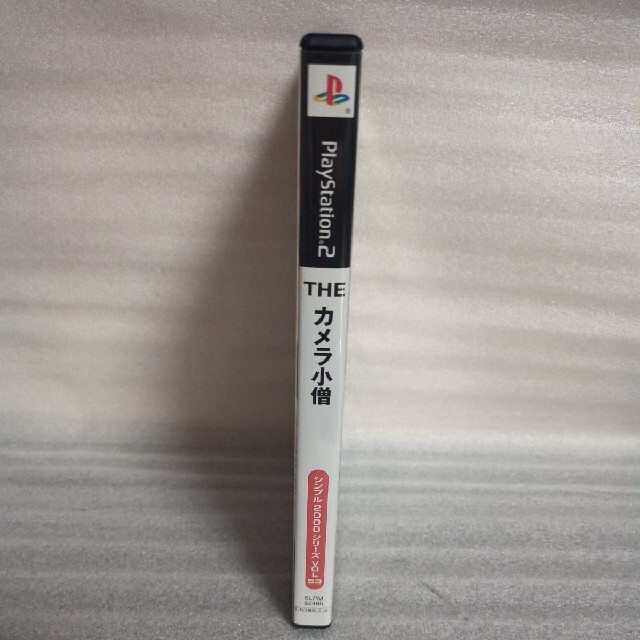 PlayStation®2
THE
カメラ小僧
シンプル2000シリーズ VOL. 53
SLPM